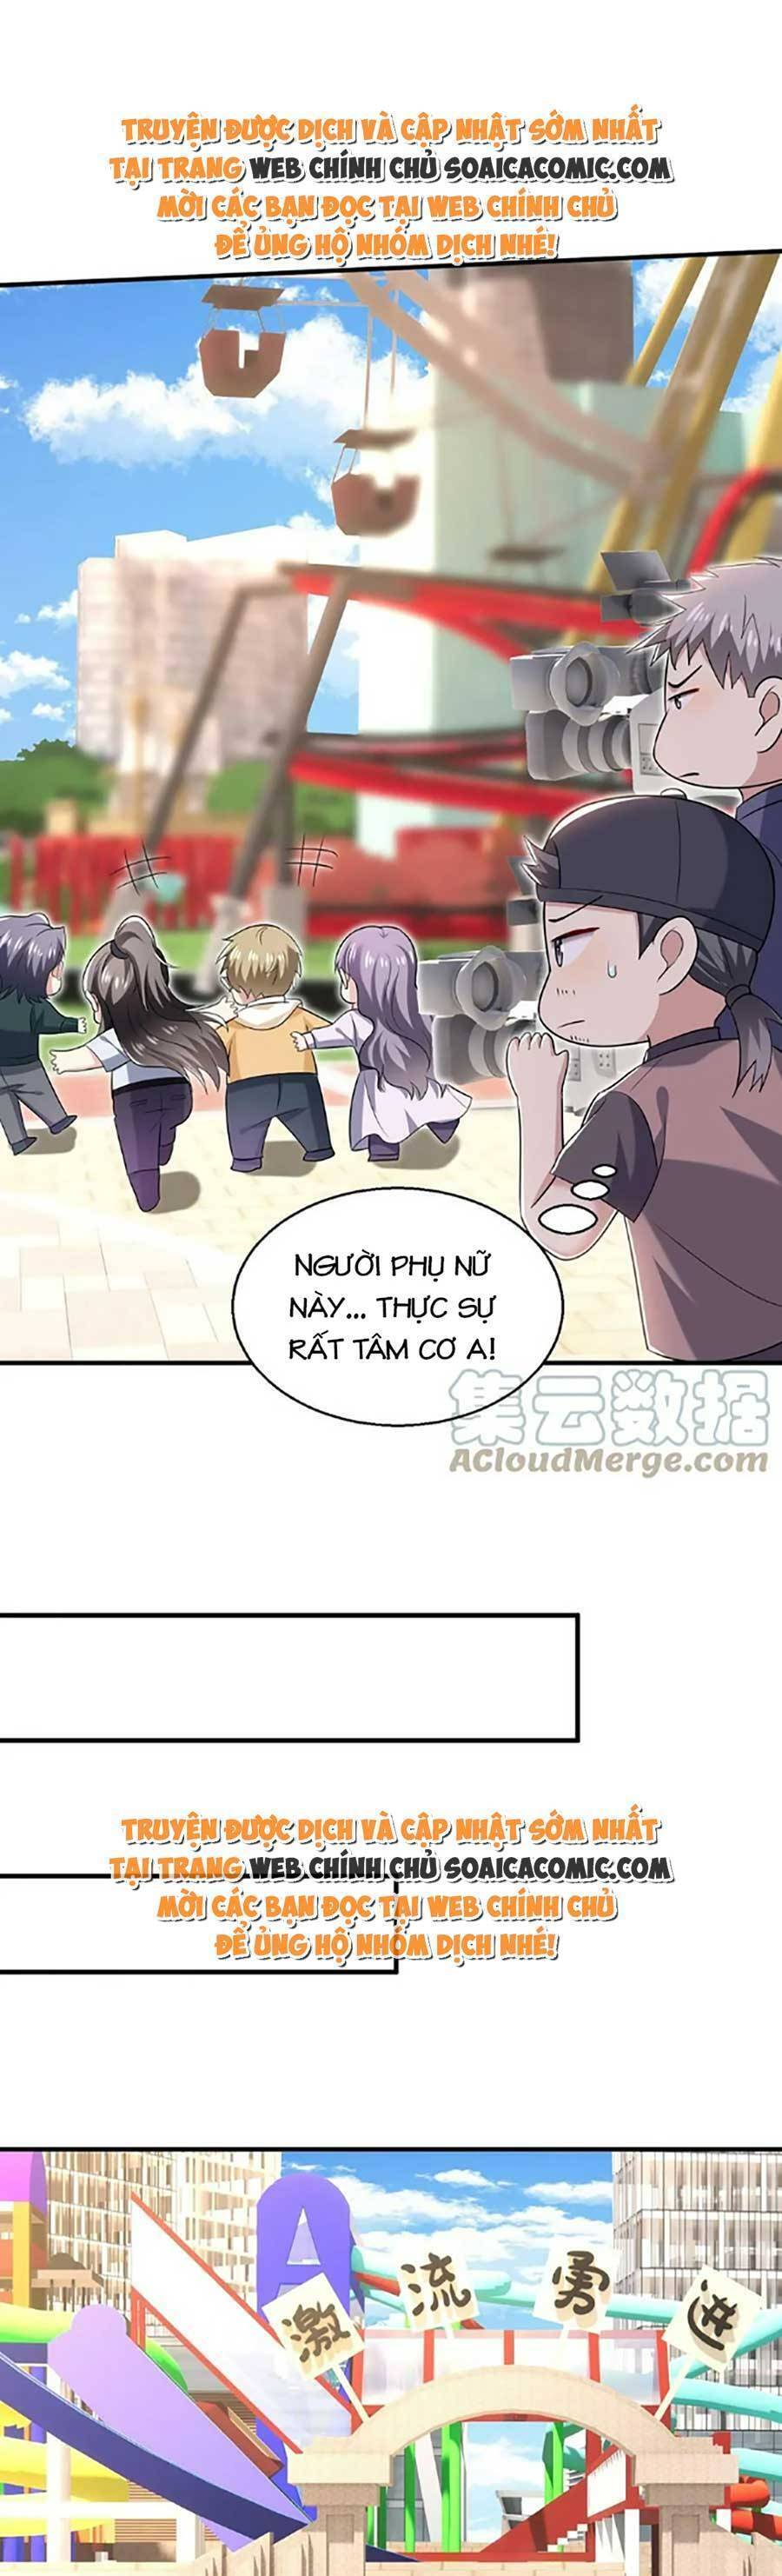 TRUYỆN ĐƯỢC DỊCH VÀ CẬP NHẬT SỚM NHẤT
TẠI TRANG WEB CHÍNH CHỦ SOAICACOMIC.COM
MỜI CÁC BẠN ĐỌC TẠI WEB CHÍNH CHỦ
ĐỂ ỦNG HỘ NHÓM DỊCH NHÉ!
NGƯỜI PHỤ NỮ
NÀY... THỰC SỰ
RẤT TÂM CƠ A!
集云数据
ACloudMerge.com
TRUYỆN ĐƯỢC DỊCH VÀ CẬP NHẬT SỚM NHẤT
TẠI TRANG WEB CHÍNH CHỦ SOAICACOMIC.COM
MỜI CÁC BẠN ĐỌC TẠI WEB CHÍNH CHỦ
ĐỂ ỦNG HỘ NHÓM DỊCH NHÉ!
A
激流勇进